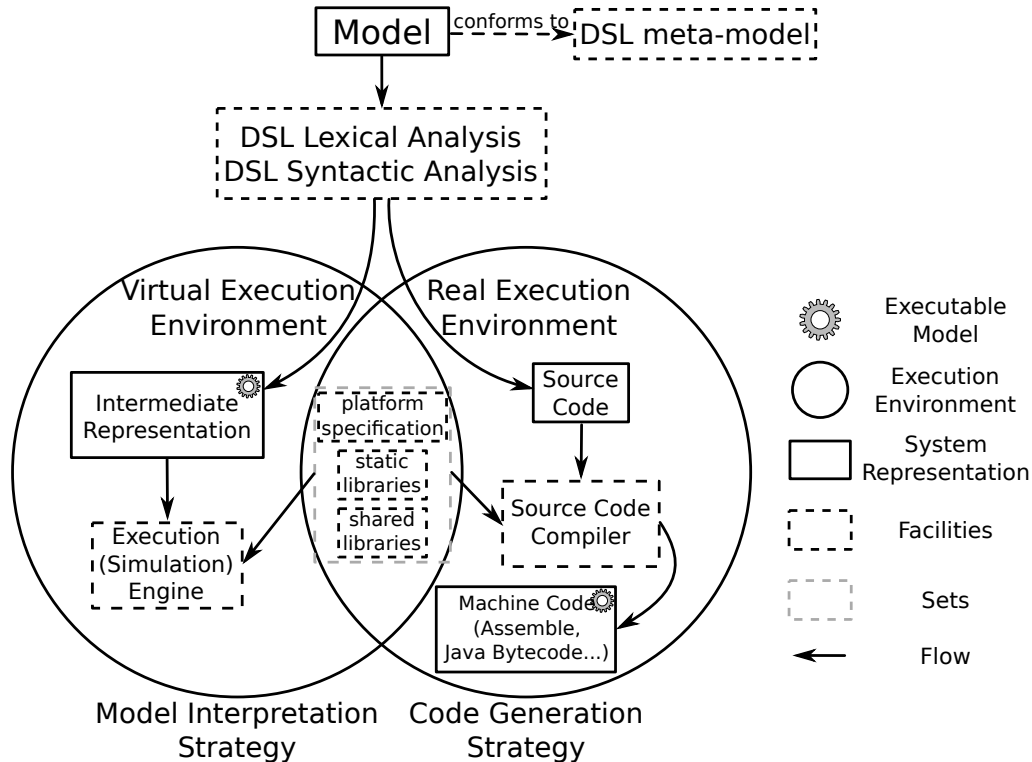 Model
conforms to
DSL meta-model
DSL Lexical Analysis
DSL Syntactic Analysis
Virtual Execution
Environment
Real Execution
Environment
Intermediate
Representation
platform
specification
static
libraries
shared
libraries
Source
Code
Execution
(Simulation)
Engine
Source Code
Compiler
Machine Code
(Assemble,
Java Bytecode...)
Model Interpretation
Strategy
Code Generation
Strategy
Executable
Model
Execution
Environment
System
Representation
Facilities
Sets
Flow